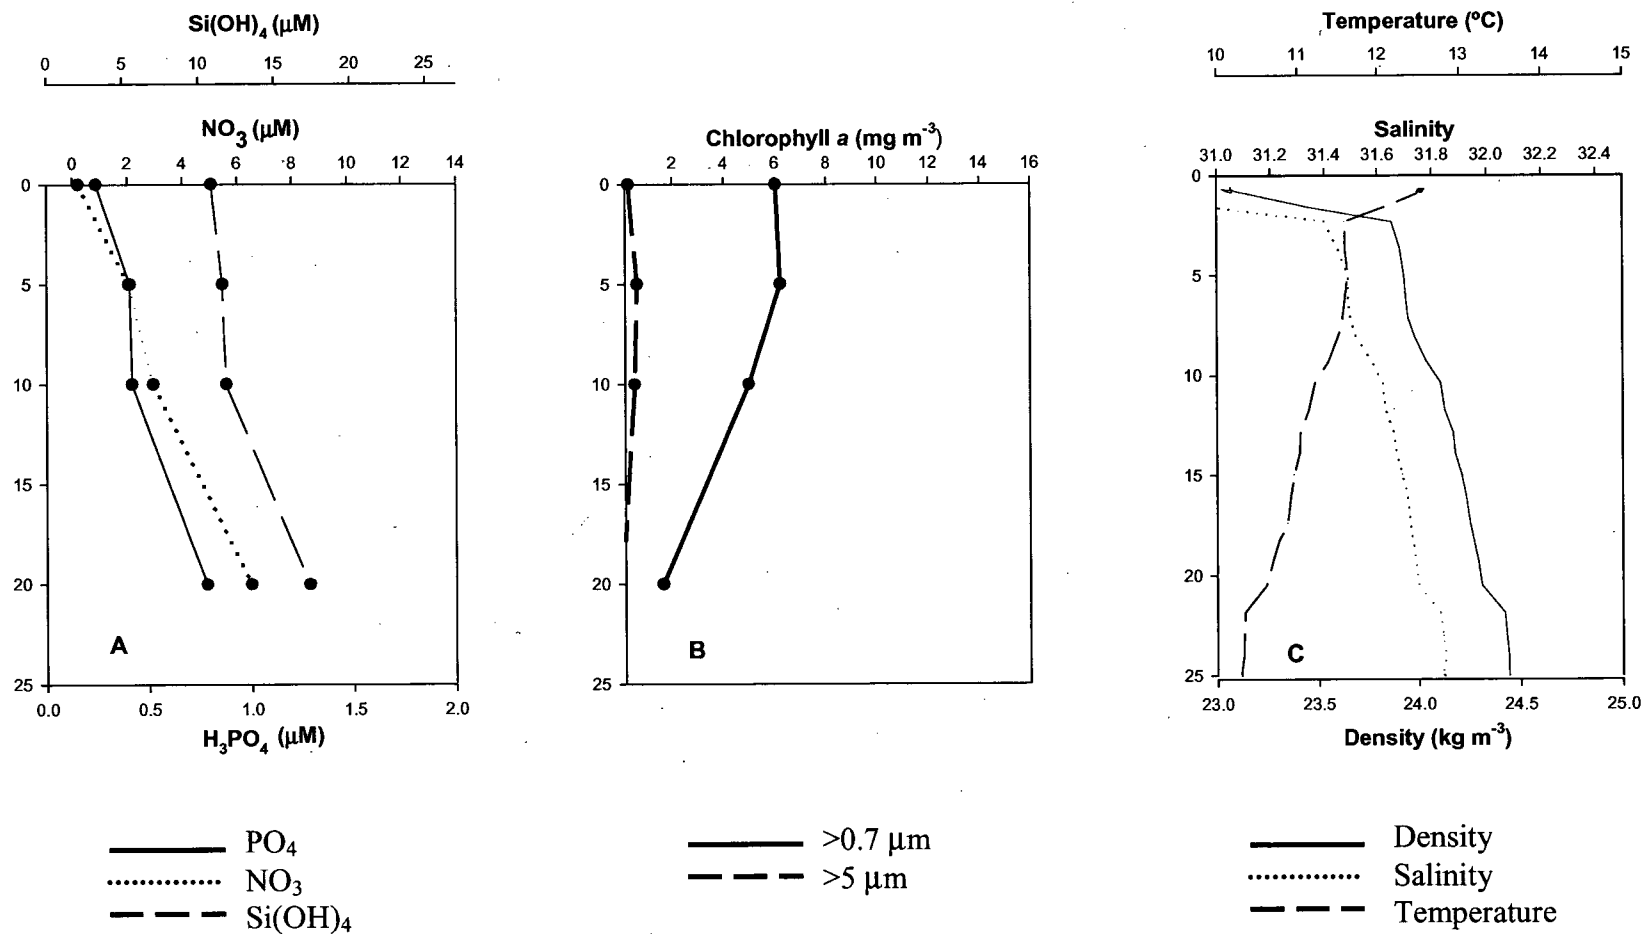 Si(OH)4 (μM)
0 5 10 15 20 25
NO3 (μM)
0 2 4 6 8 10 12 14
0
5
10
15
20
25
A
0.0 0.5 1.0 1.5 2.0
H3PO4 (μM)
PO4
NO3
Si(OH)4
Chlorophyll a (mg m-3)
2 4 6 8 10 12 14 16
0
5
10
15
20
25
B
>0.7 μm
>5 μm
Temperature (ºC)
10 11 12 13 14 15
Salinity
31.0 31.2 31.4 31.6 31.8 32.0 32.2 32.4
0
5
10
15
20
25
C
23.0 23.5 24.0 24.5 25.0
Density (kg m-3)
Density
Salinity
Temperature